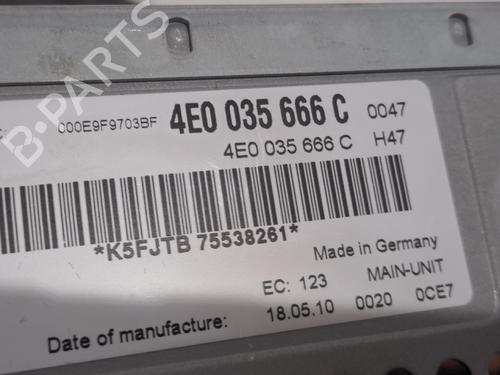 B-PARTS
C:
000E9F9703BF 4E0 035 666 C 0047
4E0 035 666 C H47
*K5FJTB 75538261*
Made in Germany
EC: 123 MAIN-UNIT
Date of manufacture: 18.05.10 0020 0CE7